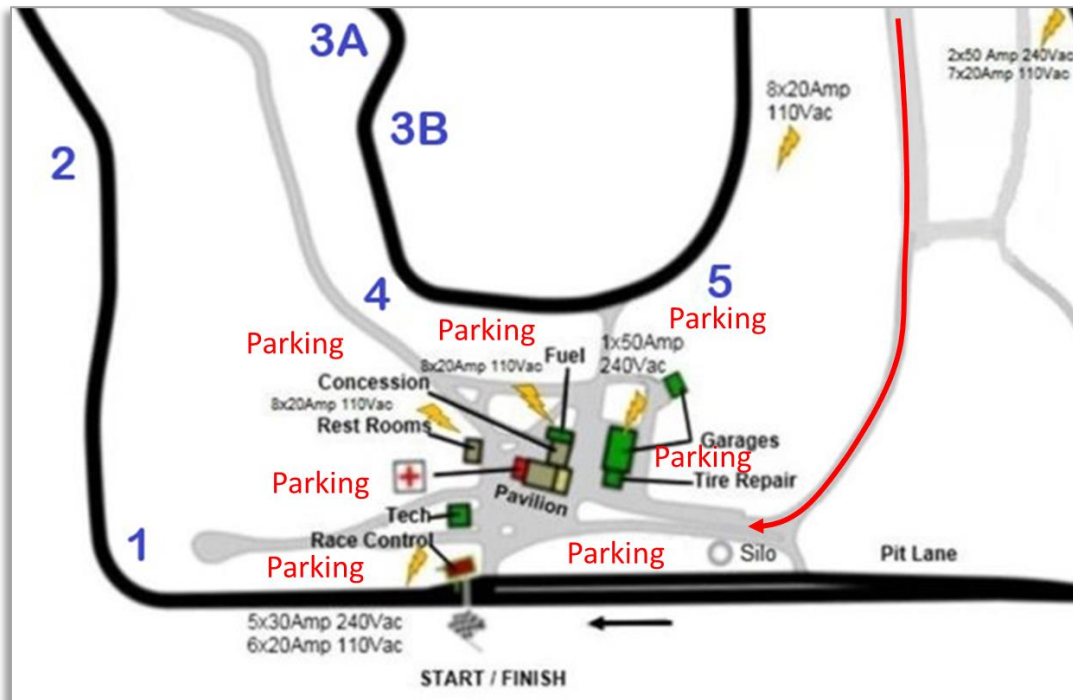 3A
2x50 Amp 240Vac
7x20Amp 110Vac
8x20Amp
110Vac
3B
2
5
4
Parking
Parking
Parking
1x50Amp
240Vac
Fuel
8x20Amp 110Vac
Concession
8x20Amp 110Vac
Rest Rooms
Garages
Parking
Tire Repair
Parking
Pavilion
Tech
1
Race Control
Parking
Parking
Silo
Pit Lane
5x30Amp 240Vac
6x20Amp 110Vac
START / FINISH